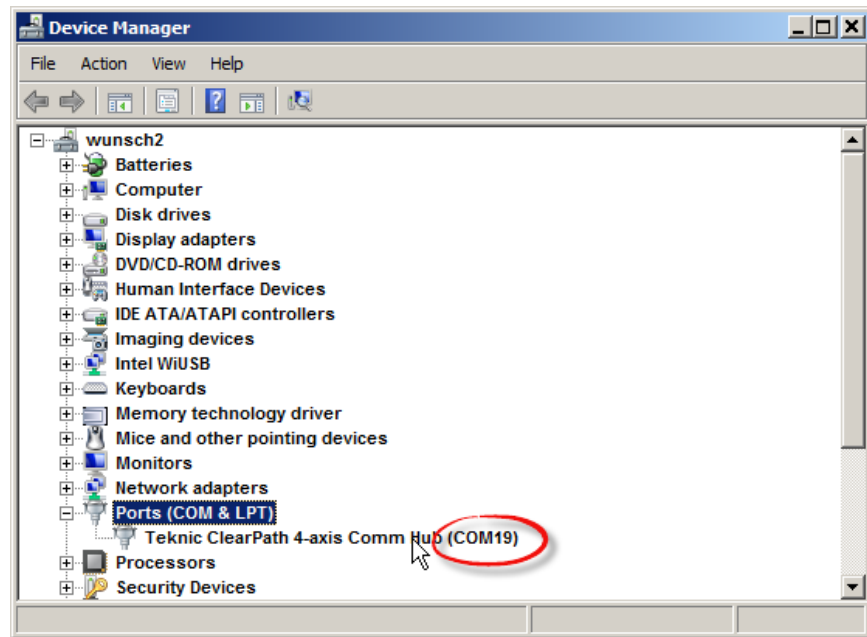 Device Manager
File Action View Help
wunsch2
Batteries
Computer
Disk drives
Display adapters
DVD/CD-ROM drives
Human Interface Devices
IDE ATA/ATAPI controllers
Imaging devices
Intel WiUSB
Keyboards
Memory technology driver
Mice and other pointing devices
Monitors
Network adapters
Ports (COM & LPT)
Teknic ClearPath 4-axis Comm Hub (COM19)
Processors
Security Devices